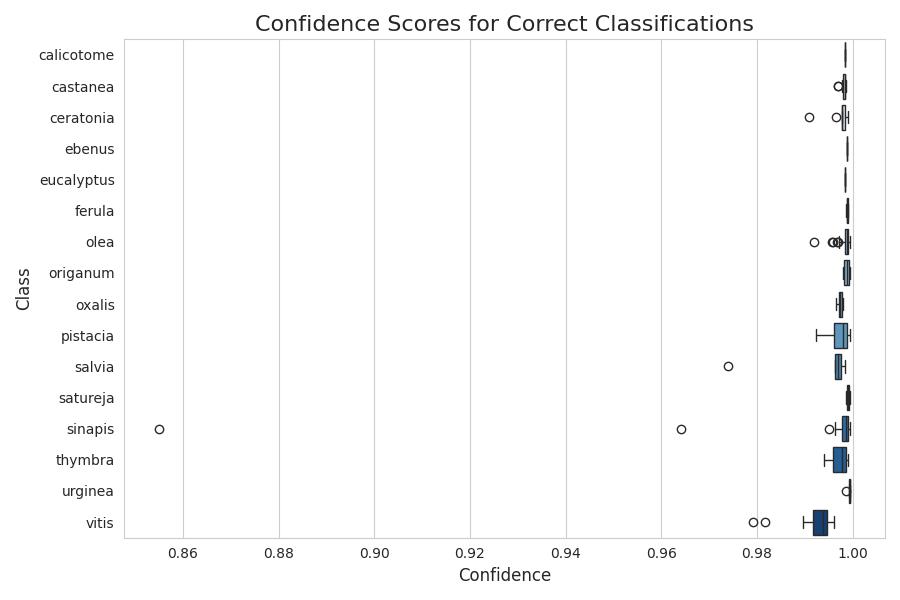 Confidence Scores for Correct Classifications
Class
calicotome
castanea
ceratonia
ebenus
eucalyptus
ferula
olea
origanum
oxalis
pistacia
salvia
satureja
sinapis
thymbra
urginea
vitis
0.86 0.88 0.90 0.92 0.94 0.96 0.98 1.00
Confidence